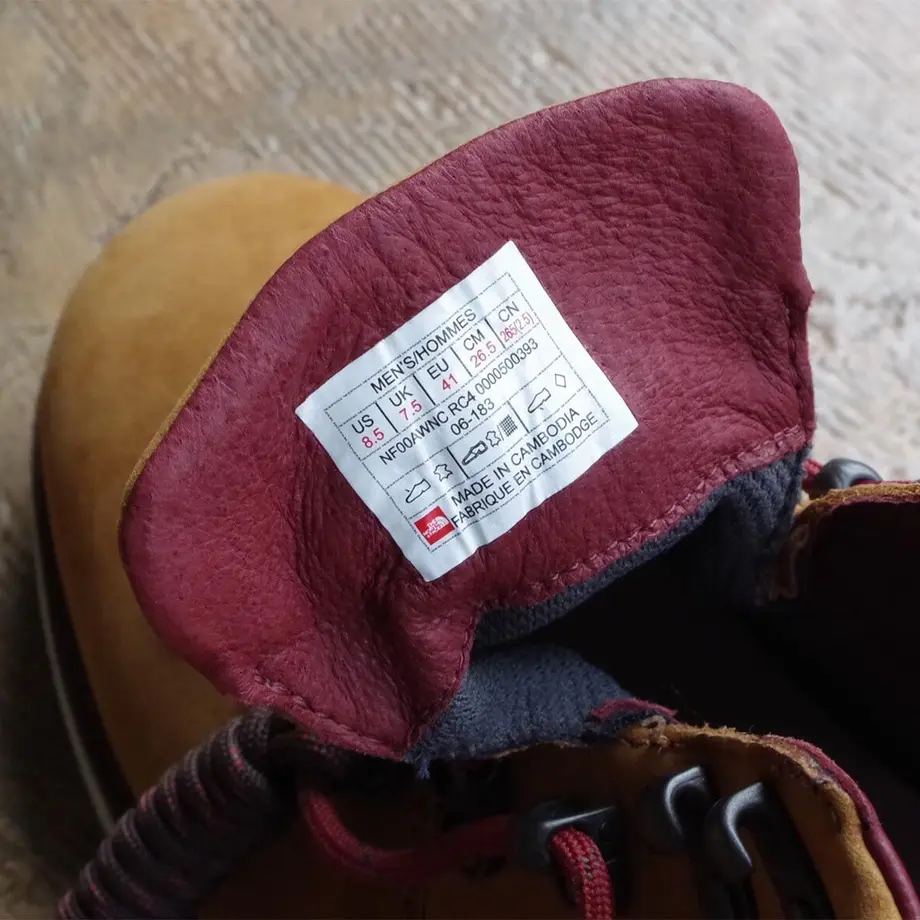 MEN'S/HOMMES
US UK EU CM CN
8.5 7.5 41 26.5 265(2.5)
NF00AWNC RC4 0000500393
06-183
MADE IN CAMBODIA
FABRIQUE EN CAMBODGE
THE
NORTH
FACE